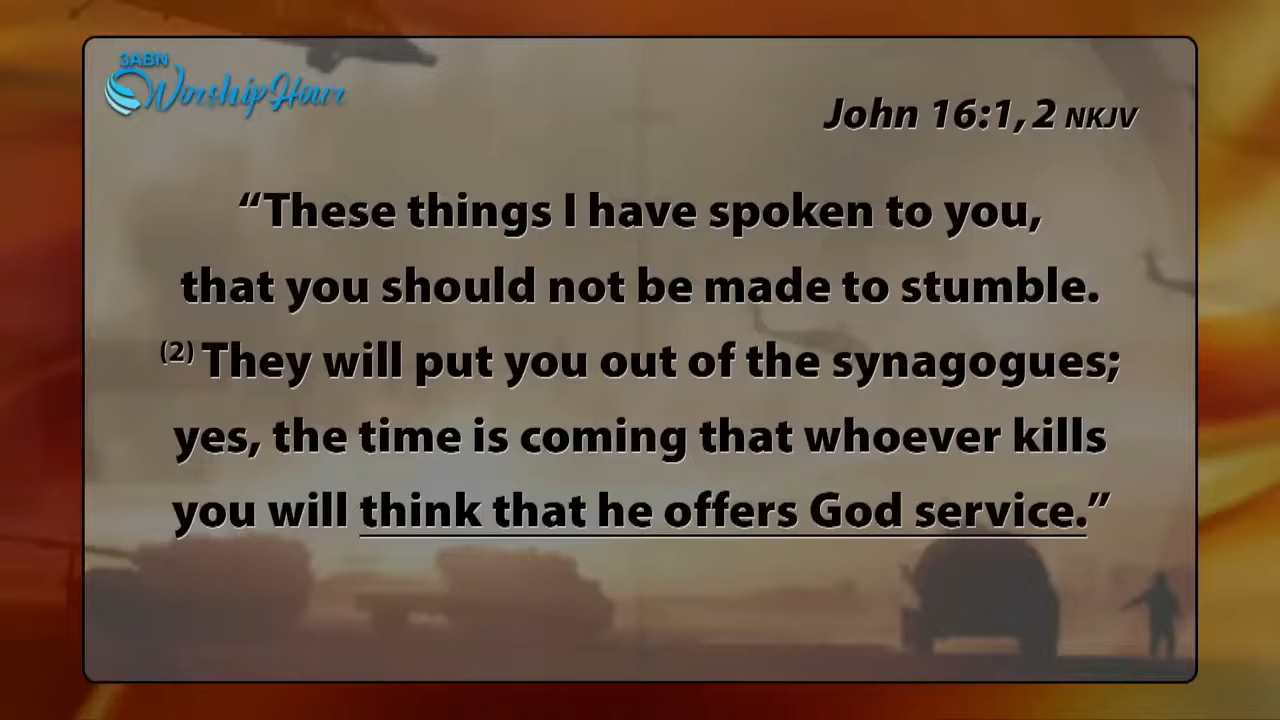 3ABN
Worship Hour
John 16:1, 2 NKJV
“These things I have spoken to you,
that you should not be made to stumble.
(2) They will put you out of the synagogues;
yes, the time is coming that whoever kills
you will think that he offers God service.”